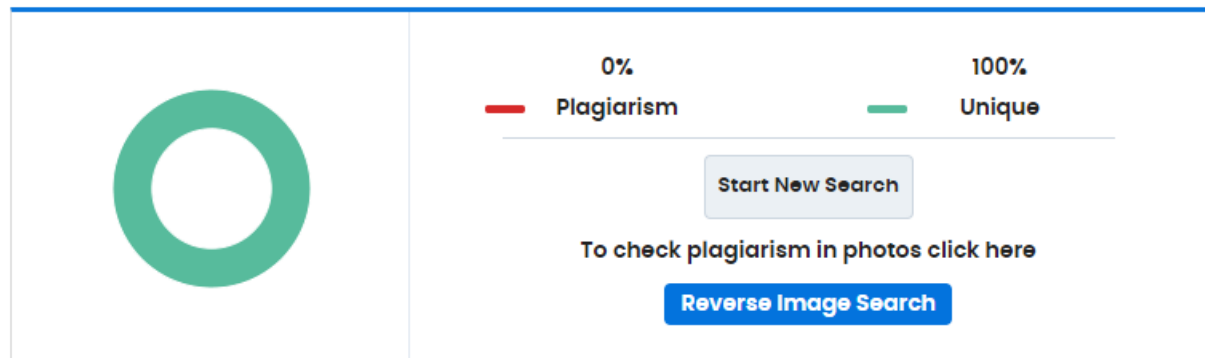 0%
100%
Plagiarism
Unique
Start New Search
To check plagiarism in photos click here
Reverse Image Search